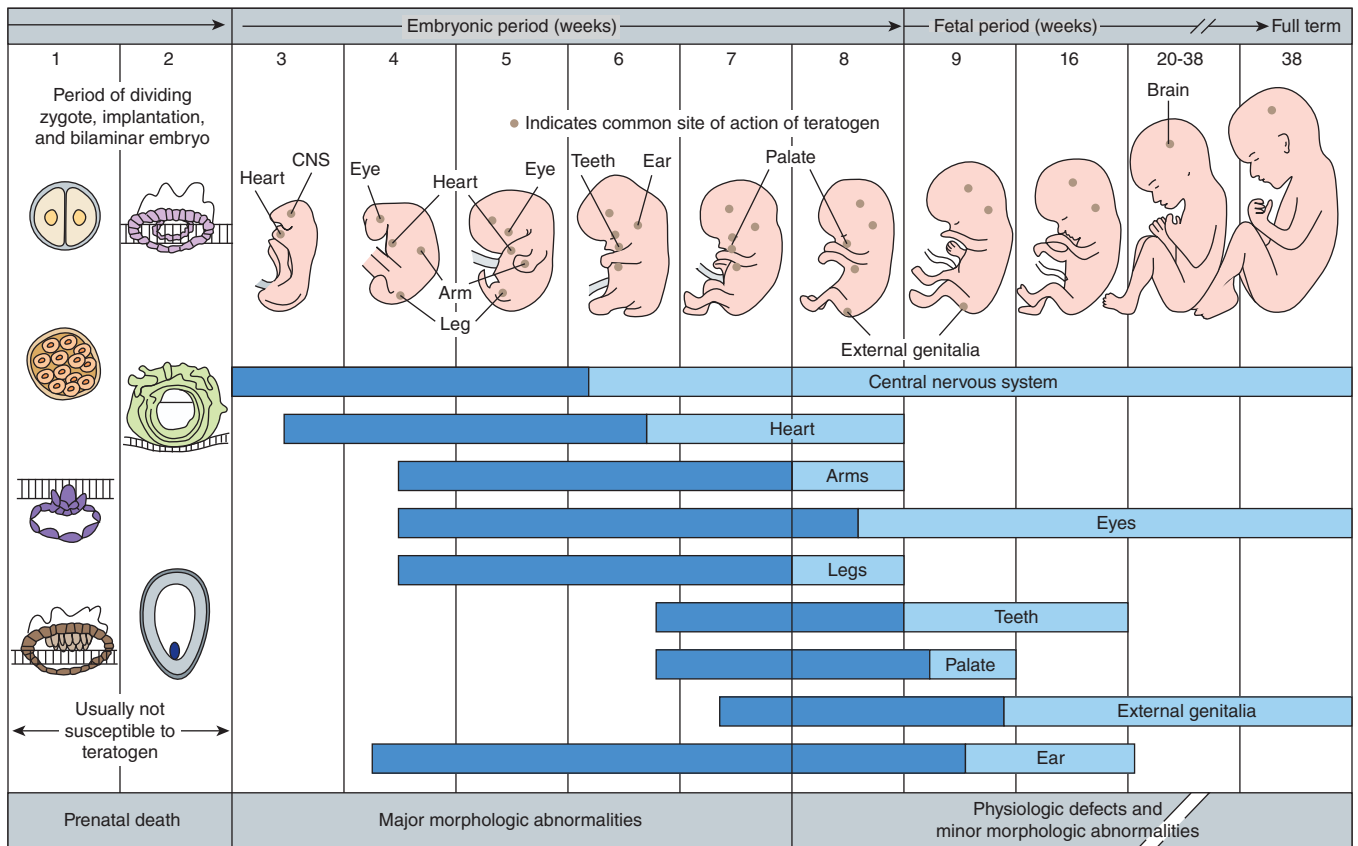 Embryonic period (weeks)
Fetal period (weeks)
Full term
1
2
3
4
5
6
7
8
9
16
20-38
38
Period of dividing
zygote, implantation,
and bilaminar embryo
Indicates common site of action of teratogen
Brain
CNS
Heart
Eye
Heart
Eye
Teeth
Ear
Palate
Arm
Leg
External genitalia
Central nervous system
Heart
Arms
Eyes
Legs
Teeth
Palate
External genitalia
Ear
Usually not
susceptible to
teratogen
Prenatal death
Major morphologic abnormalities
Physiologic defects and
minor morphologic abnormalities